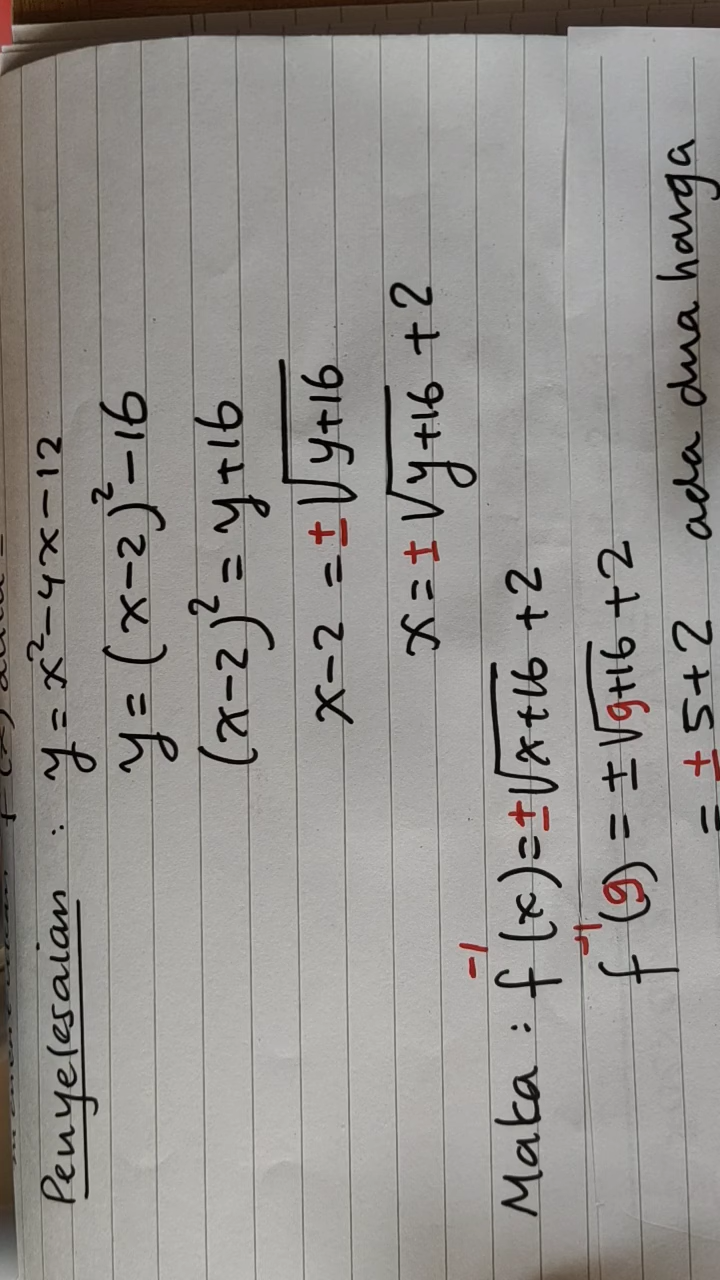 Penyelesaian : y = x² - 4x - 12
y = (x-2)² - 16
(x-2)² = y + 16
x - 2 = ± √(y+16)
x = ± √(y+16) + 2
Maka : f⁻¹(x) = ± √(x+16) + 2
f⁻¹(9) = ± √(9+16) + 2
= ± 5 + 2 ada dua harga